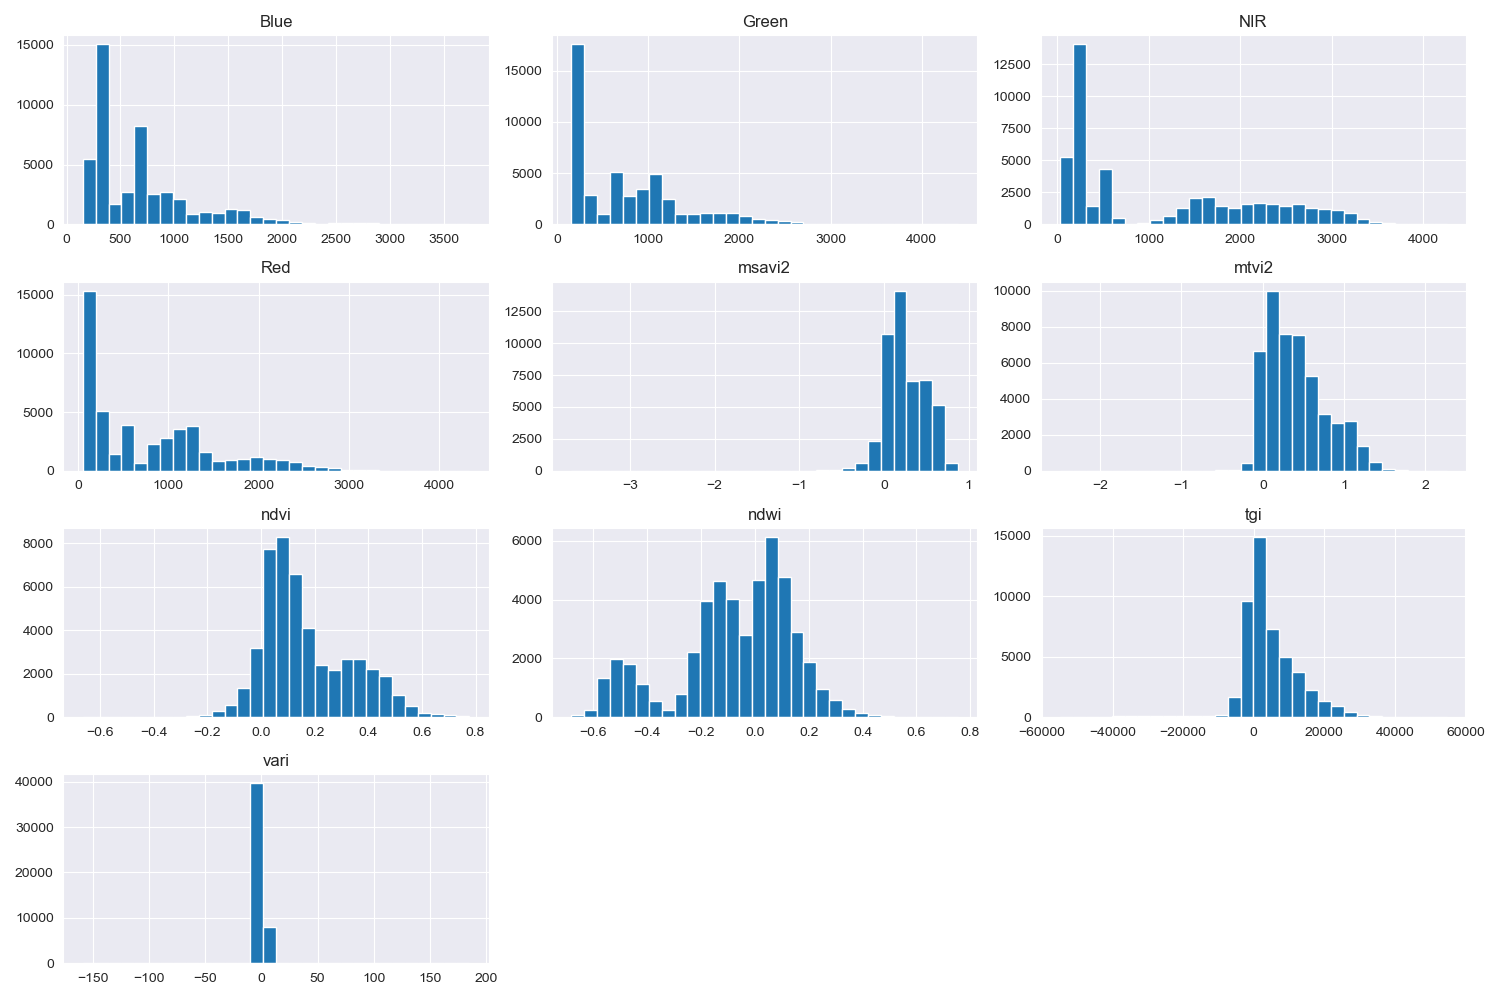 Blue
15000
10000
5000
0
0 500 1000 1500 2000 2500 3000 3500
Green
15000
10000
5000
0
0 1000 2000 3000 4000
NIR
12500
10000
7500
5000
2500
0
0 1000 2000 3000 4000
Red
15000
10000
5000
0
0 1000 2000 3000 4000
msavi2
12500
10000
7500
5000
2500
0
−3 −2 −1 0 1
mtvi2
10000
8000
6000
4000
2000
0
−2 −1 0 1 2
ndvi
8000
6000
4000
2000
0
−0.6 −0.4 −0.2 0.0 0.2 0.4 0.6 0.8
ndwi
6000
4000
2000
0
−0.6 −0.4 −0.2 0.0 0.2 0.4 0.6 0.8
tgi
15000
10000
5000
0
−60000 −40000 −20000 0 20000 40000 60000
vari
40000
30000
20000
10000
0
−150 −100 −50 0 50 100 150 200